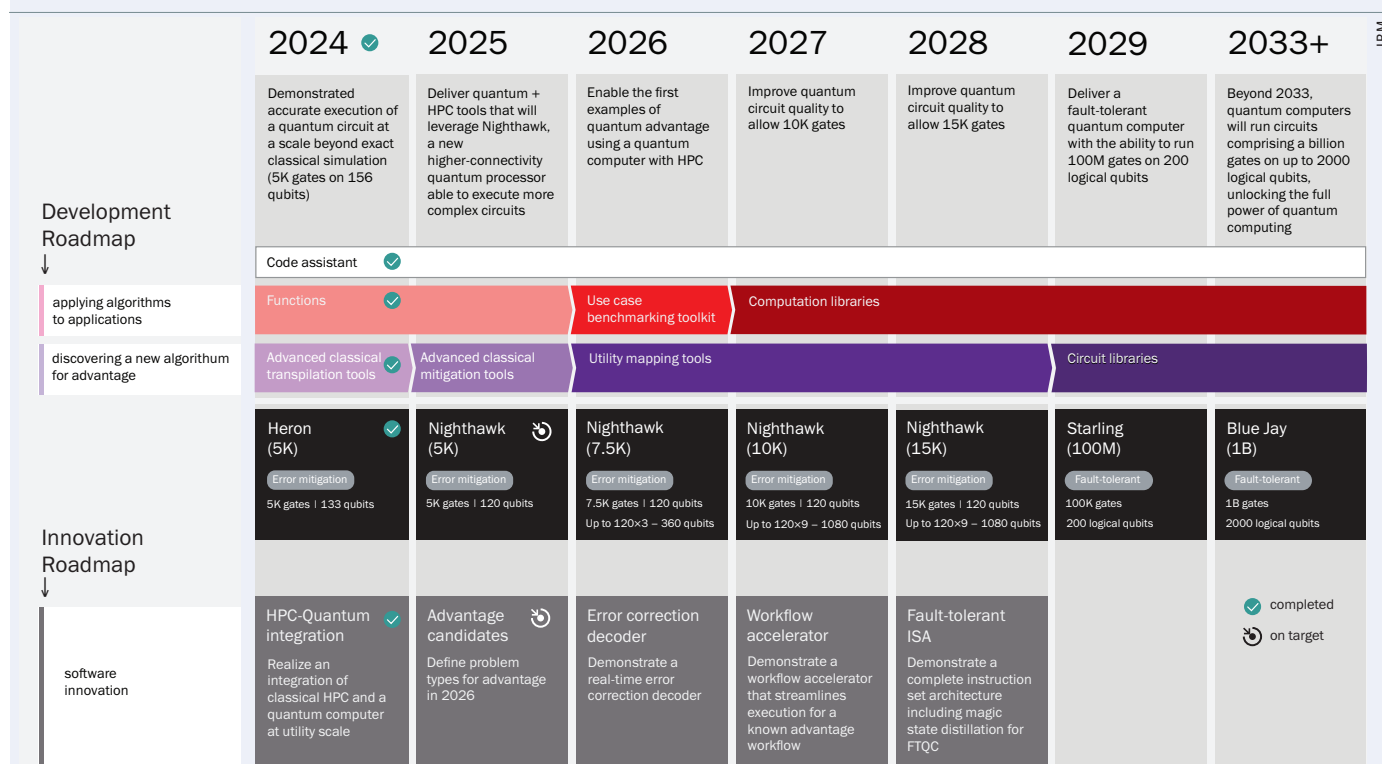 IBM
2024
2025
2026
2027
2028
2029
2033+
Demonstrated
accurate execution of
a quantum circuit at
a scale beyond exact
classical simulation
(5K gates on 156
qubits)
Deliver quantum +
HPC tools that will
leverage Nighthawk,
a new
higher-connectivity
quantum processor
able to execute more
complex circuits
Enable the first
examples of
quantum advantage
using a quantum
computer with HPC
Improve quantum
circuit quality to
allow 10K gates
Improve quantum
circuit quality to
allow 15K gates
Deliver a
fault-tolerant
quantum computer
with the ability to run
100M gates on 200
logical qubits
Beyond 2033,
quantum computers
will run circuits
comprising a billion
gates on up to 2000
logical qubits,
unlocking the full
power of quantum
computing
Development
Roadmap
↓
Code assistant
applying algorithms
to applications
Functions
Use case
benchmarking toolkit
Computation libraries
discovering a new algorithum
for advantage
Advanced classical
transpilation tools
Advanced classical
mitigation tools
Utility mapping tools
Circuit libraries
Heron
(5K)
Error mitigation
5K gates | 133 qubits
Nighthawk
(5K)
Error mitigation
5K gates | 120 qubits
Nighthawk
(7.5K)
Error mitigation
7.5K gates | 120 qubits
Up to 120×3 – 360 qubits
Nighthawk
(10K)
Error mitigation
10K gates | 120 qubits
Up to 120×9 – 1080 qubits
Nighthawk
(15K)
Error mitigation
15K gates | 120 qubits
Up to 120×9 – 1080 qubits
Starling
(100M)
Fault-tolerant
100K gates
200 logical qubits
Blue Jay
(1B)
Fault-tolerant
1B gates
2000 logical qubits
Innovation
Roadmap
↓
software
innovation
HPC-Quantum
integration
Realize an
integration of
classical HPC and a
quantum computer
at utility scale
Advantage
candidates
Define problem
types for advantage
in 2026
Error correction
decoder
Demonstrate a
real-time error
correction decoder
Workflow
accelerator
Demonstrate a
workflow accelerator
that streamlines
execution for a
known advantage
workflow
Fault-tolerant
ISA
Demonstrate a
complete instruction
set architecture
including magic
state distillation for
FTQC
completed
on target